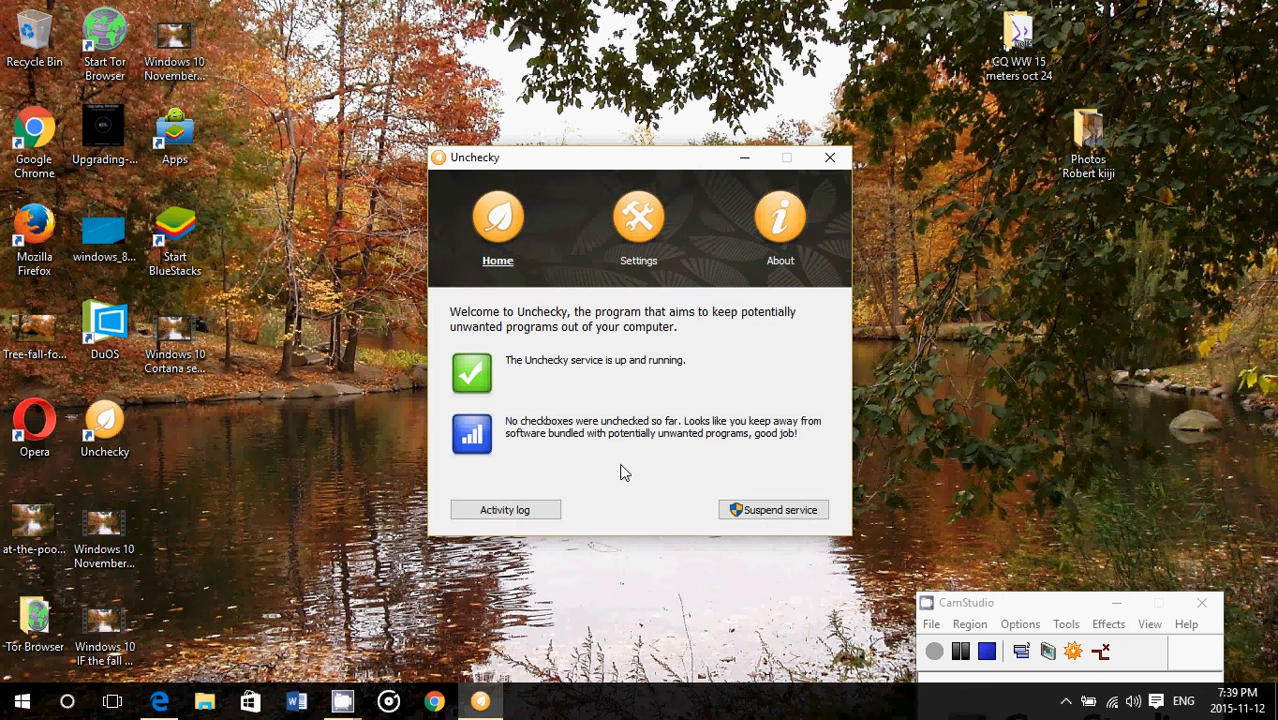 Recycle Bin
Start Tor
Browser
Windows 10
November...
Google
Chrome
Upgrading-...
Apps
Mozilla
Firefox
windows_8...
Start
BlueStacks
Tree-fall-fo...
DuOS
Windows 10
Cortana se...
Opera
Unchecky
at-the-poo...
Windows 10
November...
Tor Browser
Windows 10
IF the fall ...
CQ WW 15
meters oct 24
Photos
Robert kiiji
Unchecky
Home
Settings
About
Welcome to Unchecky, the program that aims to keep potentially
unwanted programs out of your computer.
The Unchecky service is up and running.
No checkboxes were unchecked so far. Looks like you keep away from
software bundled with potentially unwanted programs, good job!
Activity log
Suspend service
CamStudio
File Region Options Tools Effects View Help
ENG
7:39 PM
2015-11-12